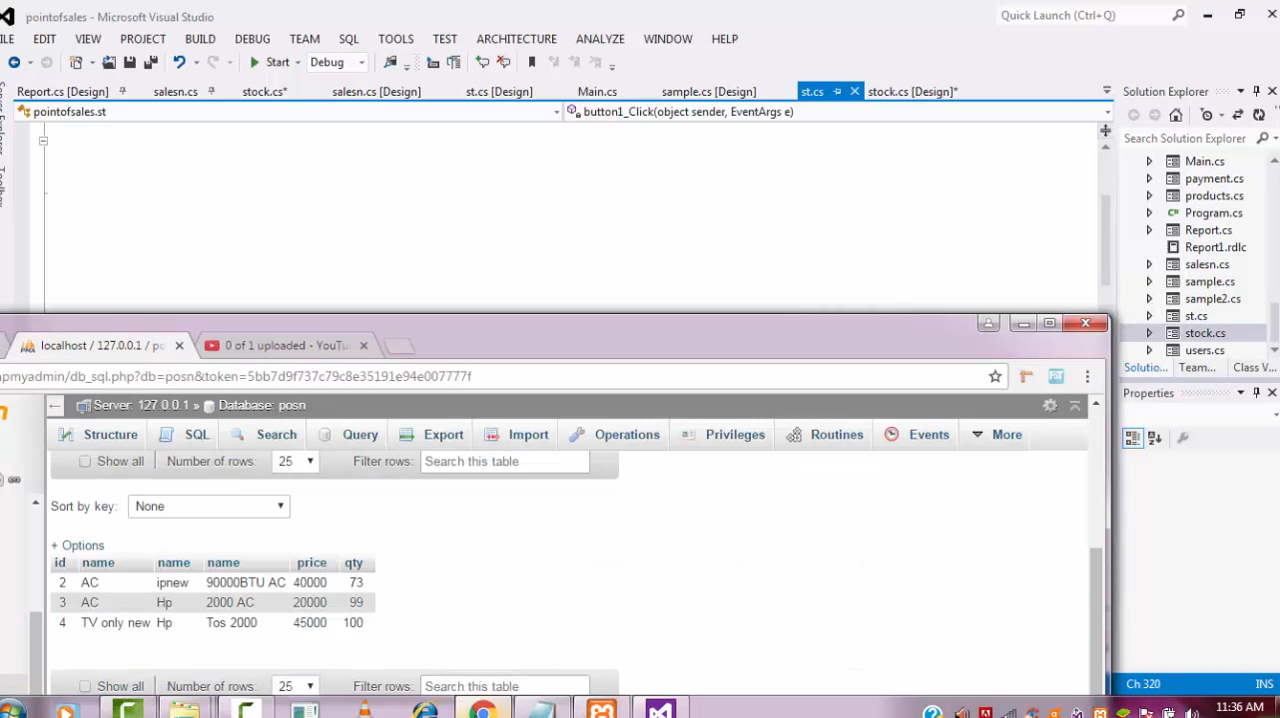 pointofsales - Microsoft Visual Studio
Quick Launch (Ctrl+Q)
EDIT VIEW PROJECT BUILD DEBUG TEAM SQL TOOLS TEST ARCHITECTURE ANALYZE WINDOW HELP
Start Debug
Report.cs [Design] salesn.cs stock.cs* salesn.cs [Design] st.cs [Design] Main.cs sample.cs [Design] st.cs stock.cs [Design]*
pointofsales.st
button1_Click(object sender, EventArgs e)
Solution Explorer
Search Solution Explorer
Main.cs
payment.cs
products.cs
Program.cs
Report.cs
Report1.rdlc
salesn.cs
sample.cs
sample2.cs
st.cs
stock.cs
users.cs
Solutio... Team... Class V...
Properties
localhost / 127.0.0.1 / po
0 of 1 uploaded - YouTu
pmyadmin/db_sql.php?db=posn&token=5bb7d9f737c79c8e35191e94e007777f
Server: 127.0.0.1 » Database: posn
Structure SQL Search Query Export Import Operations Privileges Routines Events More
Show all Number of rows: 25 Filter rows: Search this table
Sort by key: None
+ Options
id name name name price qty
2 AC ipnew 90000BTU AC 40000 73
3 AC Hp 2000 AC 20000 99
4 TV only new Hp Tos 2000 45000 100
Show all Number of rows: 25 Filter rows: Search this table
Ch 320 INS
11:36 AM